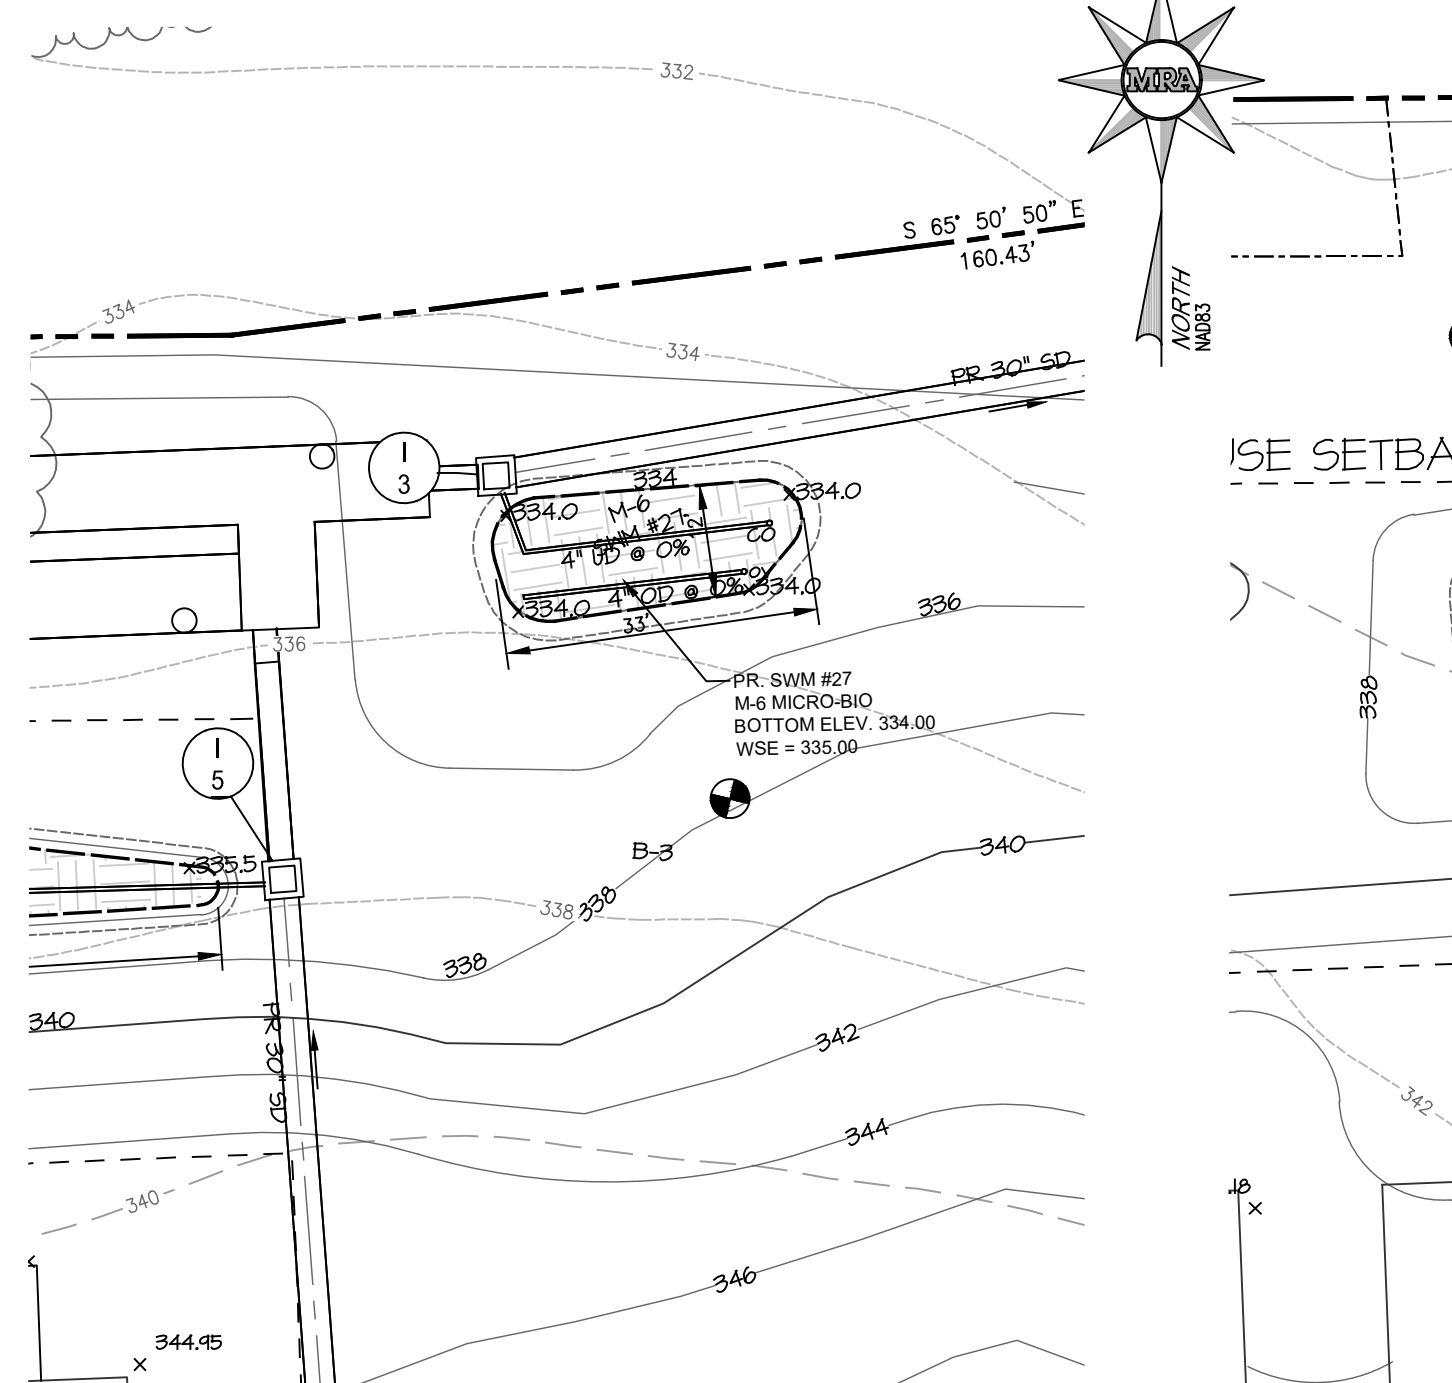 332
MRA
S 65° 50' 50" E
160.43'
NORTH
NAD83
334
334
PR 30" SD
I
3
USE SETBA
334
x334.0
x334.0
M-6
SWM #27
12'
CO
4" UD @ 0%
4" OD @ 0%
x334.0
x334.0
33'
336
336
PR. SWM #27
M-6 MICRO-BIO
BOTTOM ELEV. 334.00
WSE = 335.00
338
I
5
B-3
340
x335.5
338
338
338
340
PR 30" SD
342
342
344
340
.18
346
344.95